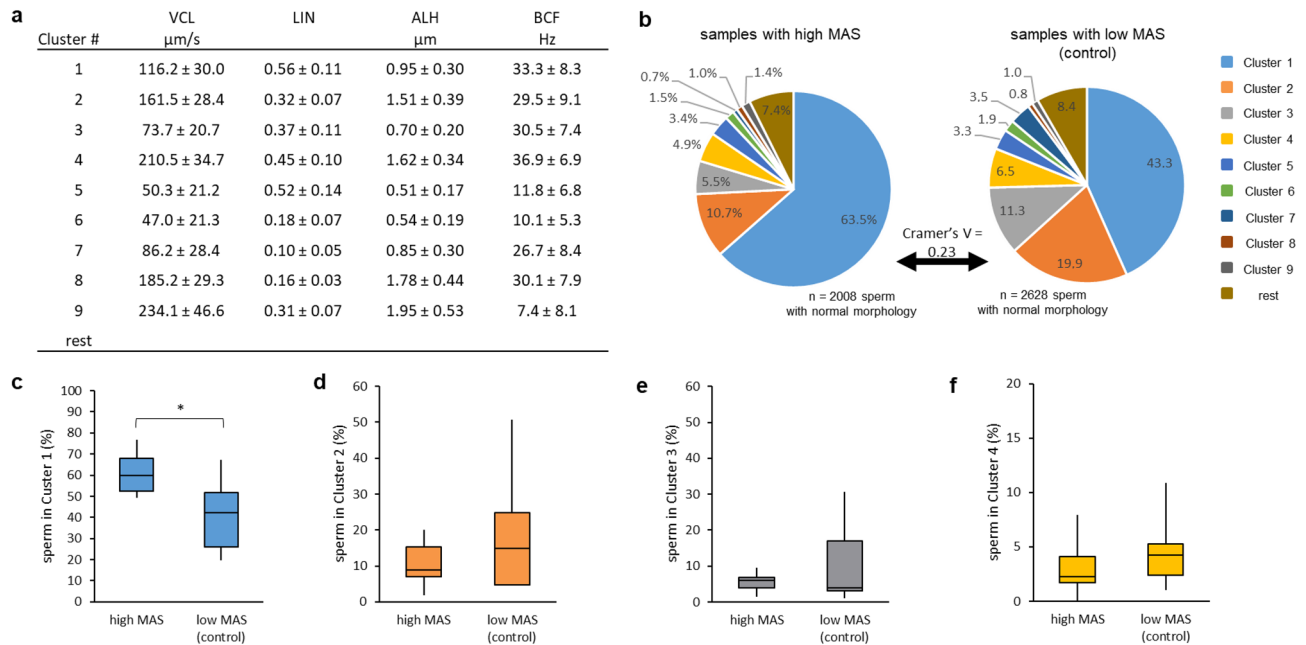 a
VCL LIN ALH BCF
Cluster # µm/s µm Hz
1 116.2 ± 30.0 0.56 ± 0.11 0.95 ± 0.30 33.3 ± 8.3
2 161.5 ± 28.4 0.32 ± 0.07 1.51 ± 0.39 29.5 ± 9.1
3 73.7 ± 20.7 0.37 ± 0.11 0.70 ± 0.20 30.5 ± 7.4
4 210.5 ± 34.7 0.45 ± 0.10 1.62 ± 0.34 36.9 ± 6.9
5 50.3 ± 21.2 0.52 ± 0.14 0.51 ± 0.17 11.8 ± 6.8
6 47.0 ± 21.3 0.18 ± 0.07 0.54 ± 0.19 10.1 ± 5.3
7 86.2 ± 28.4 0.10 ± 0.05 0.85 ± 0.30 26.7 ± 8.4
8 185.2 ± 29.3 0.16 ± 0.03 1.78 ± 0.44 30.1 ± 7.9
9 234.1 ± 46.6 0.31 ± 0.07 1.95 ± 0.53 7.4 ± 8.1
rest
b
samples with high MAS
63.5%
10.7%
5.5%
4.9%
3.4%
1.5%
0.7%
1.0%
1.4%
7.4%
n = 2008 sperm
with normal morphology
Cramer's V =
0.23
samples with low MAS
(control)
43.3
19.9
11.3
6.5
3.3
1.9
3.5
0.8
1.0
8.4
n = 2628 sperm
with normal morphology
Cluster 1
Cluster 2
Cluster 3
Cluster 4
Cluster 5
Cluster 6
Cluster 7
Cluster 8
Cluster 9
rest
c
sperm in Custer 1 (%)
100
90
80
70
60
50
40
30
20
10
0
*
high MAS low MAS
(control)
d
sperm in Cluster 2 (%)
60
50
40
30
20
10
0
high MAS low MAS
(control)
e
sperm in Cluster 3 (%)
60
50
40
30
20
10
0
high MAS low MAS
(control)
f
sperm in Cluster 4 (%)
20
15
10
5
0
high MAS low MAS
(control)